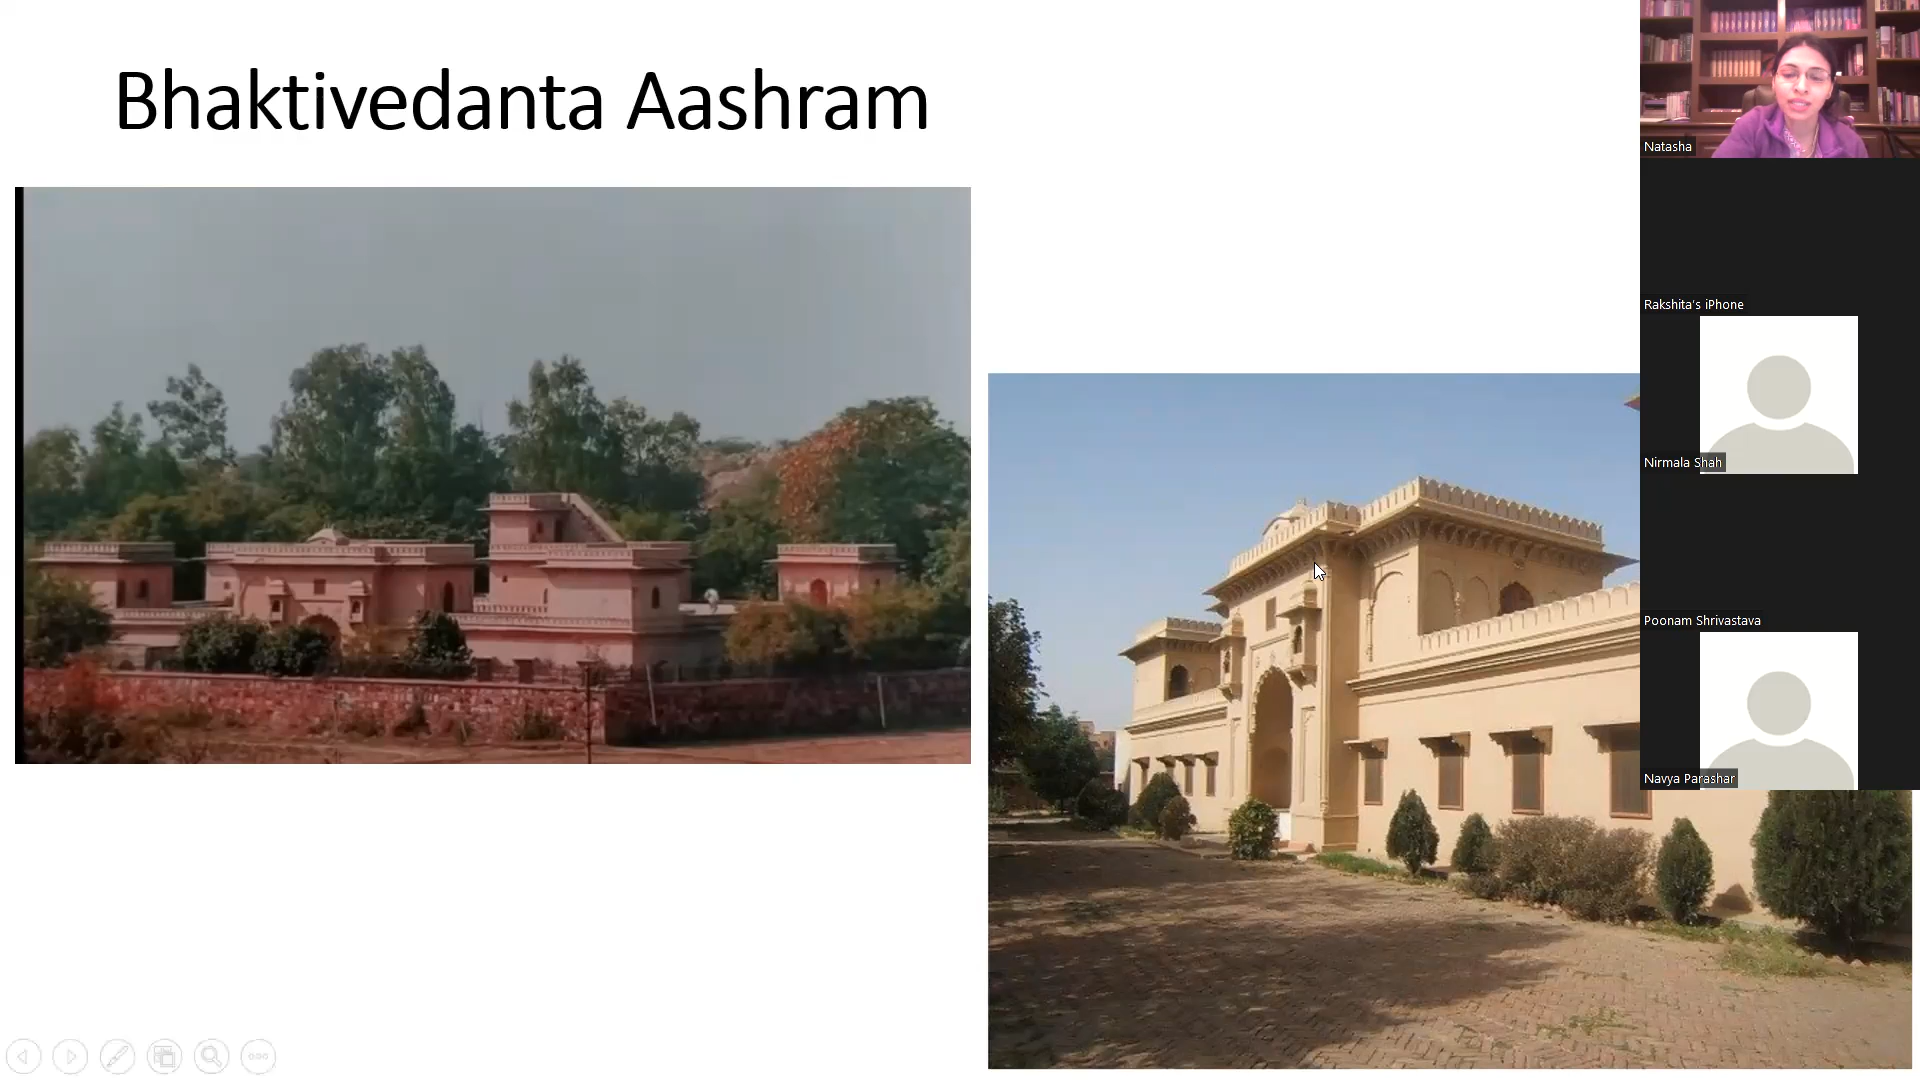 Bhaktivedanta Aashram
Natasha
Rakshita's iPhone
Nirmala Shah
Poonam Shrivastava
Navya Parashar